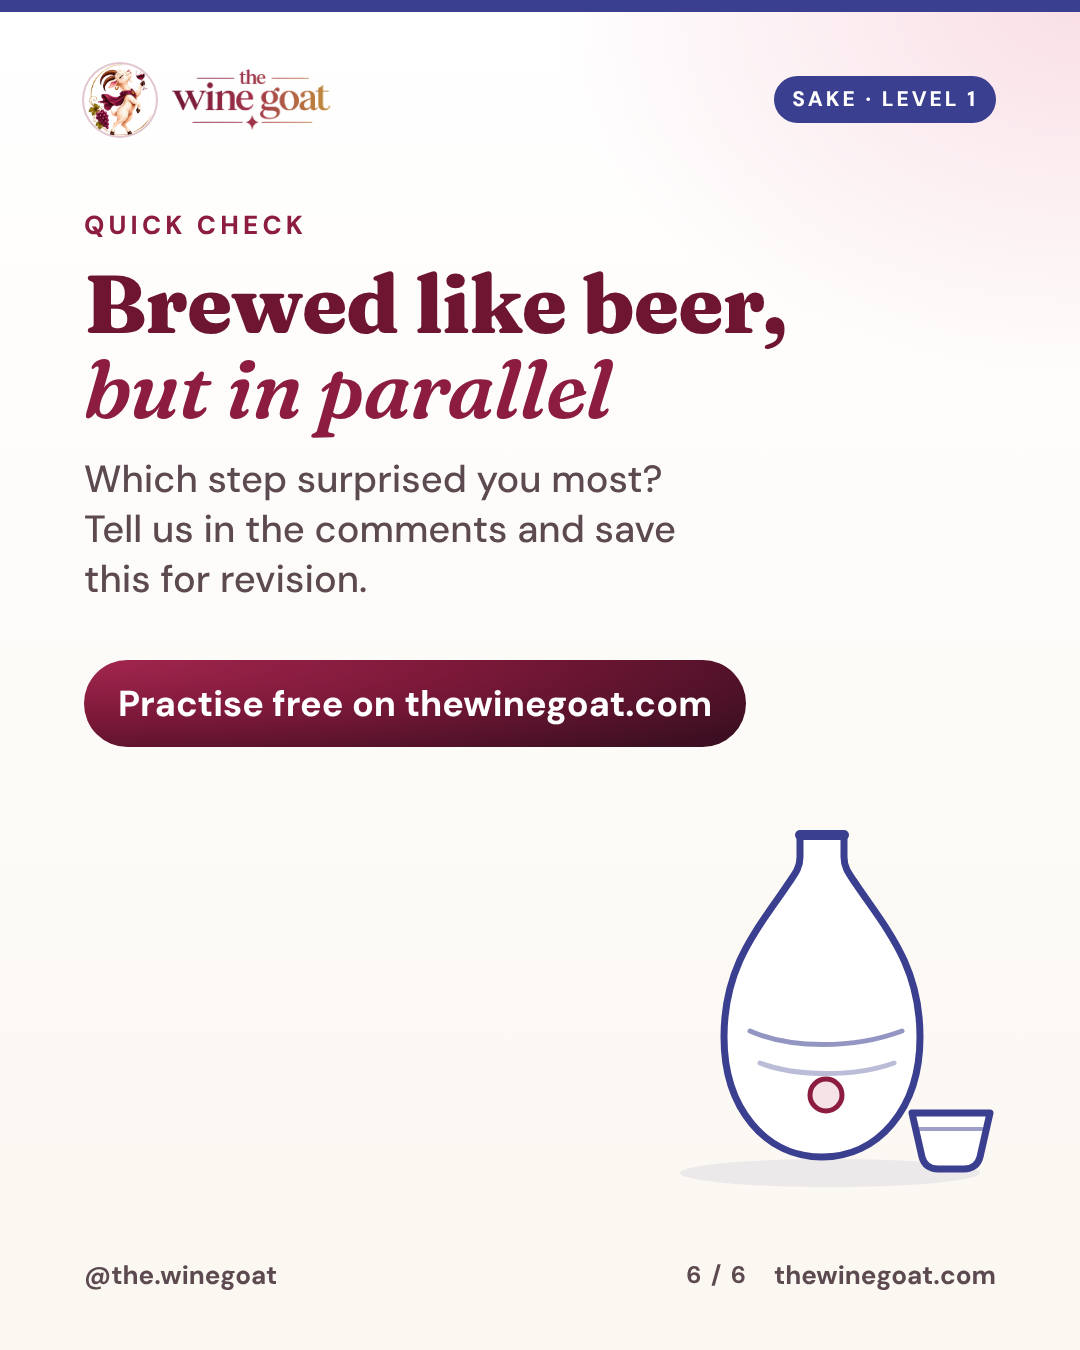 the
wine goat
SAKE · LEVEL 1
QUICK CHECK
Brewed like beer,
but in parallel
Which step surprised you most?
Tell us in the comments and save
this for revision.
Practise free on thewinegoat.com
@the.winegoat
6 / 6
thewinegoat.com